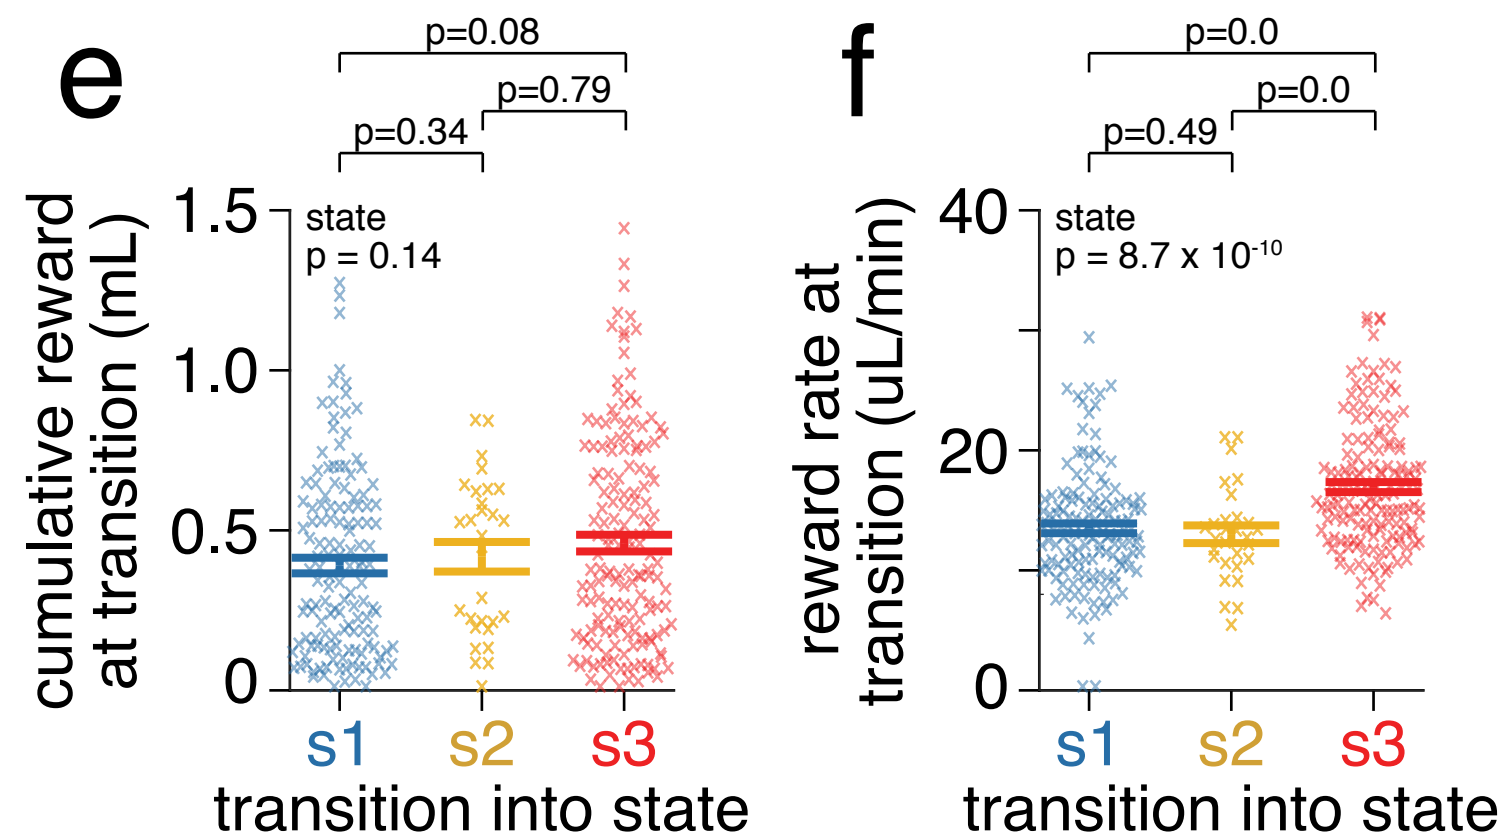 e
p=0.08
p=0.79
p=0.34
cumulative reward
at transition (mL)
1.5
1.0
0.5
0
state
p = 0.14
s1 s2 s3
transition into state
f
p=0.0
p=0.0
p=0.49
reward rate at
transition (uL/min)
40
20
0
state
p = 8.7 x 10⁻¹⁰
s1 s2 s3
transition into state